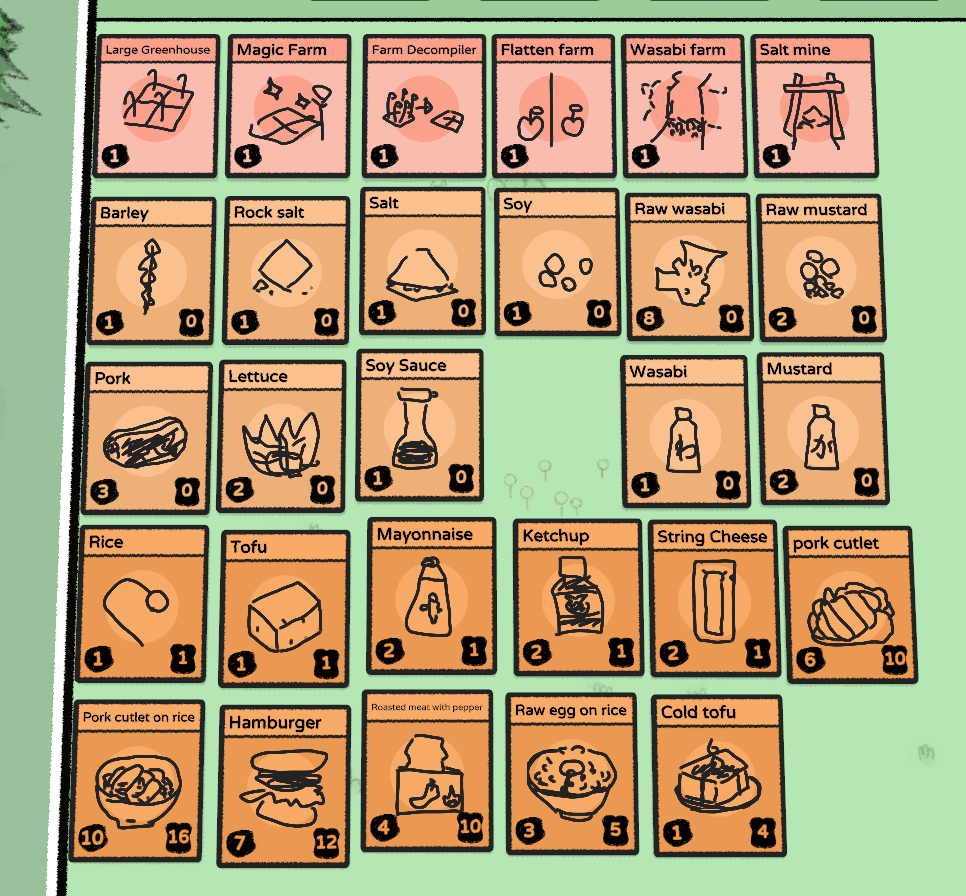 Large Greenhouse
Magic Farm
Farm Decompiler
Flatten farm
Wasabi farm
Salt mine
1
1
1
1
1
1
Barley
Rock salt
Salt
Soy
Raw wasabi
Raw mustard
1 0
1 0
1 0
1 0
8 0
2 0
Pork
Lettuce
Soy Sauce
Wasabi
Mustard
わ
か
3 0
2 0
1 0
1 0
2 0
Rice
Tofu
Mayonnaise
Ketchup
String Cheese
pork cutlet
1 1
1 1
2 1
2 1
2 1
6 10
Pork cutlet on rice
Hamburger
Roasted meat with pepper
Raw egg on rice
Cold tofu
10 16
7 12
4 10
3 5
1 4